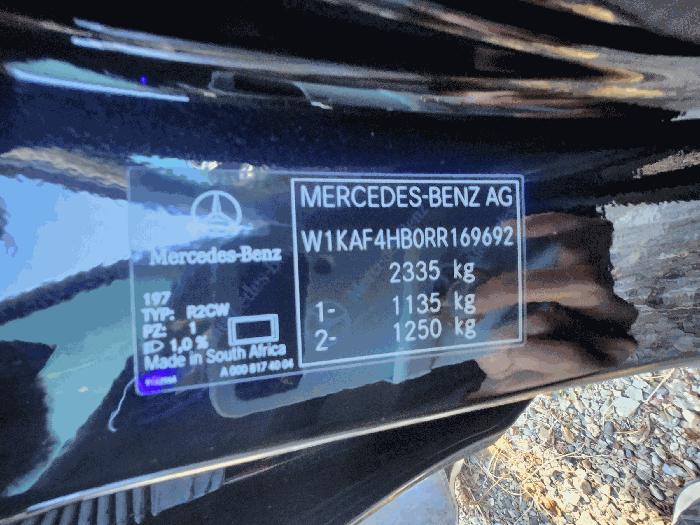 Mercedes-Benz
197
TYP: R2CW
PZ: 1
1,0 %
Made in South Africa
A 000 817 40 04
MERCEDES-BENZ AG
W1KAF4HB0RR169692
2335 kg
1- 1135 kg
2- 1250 kg